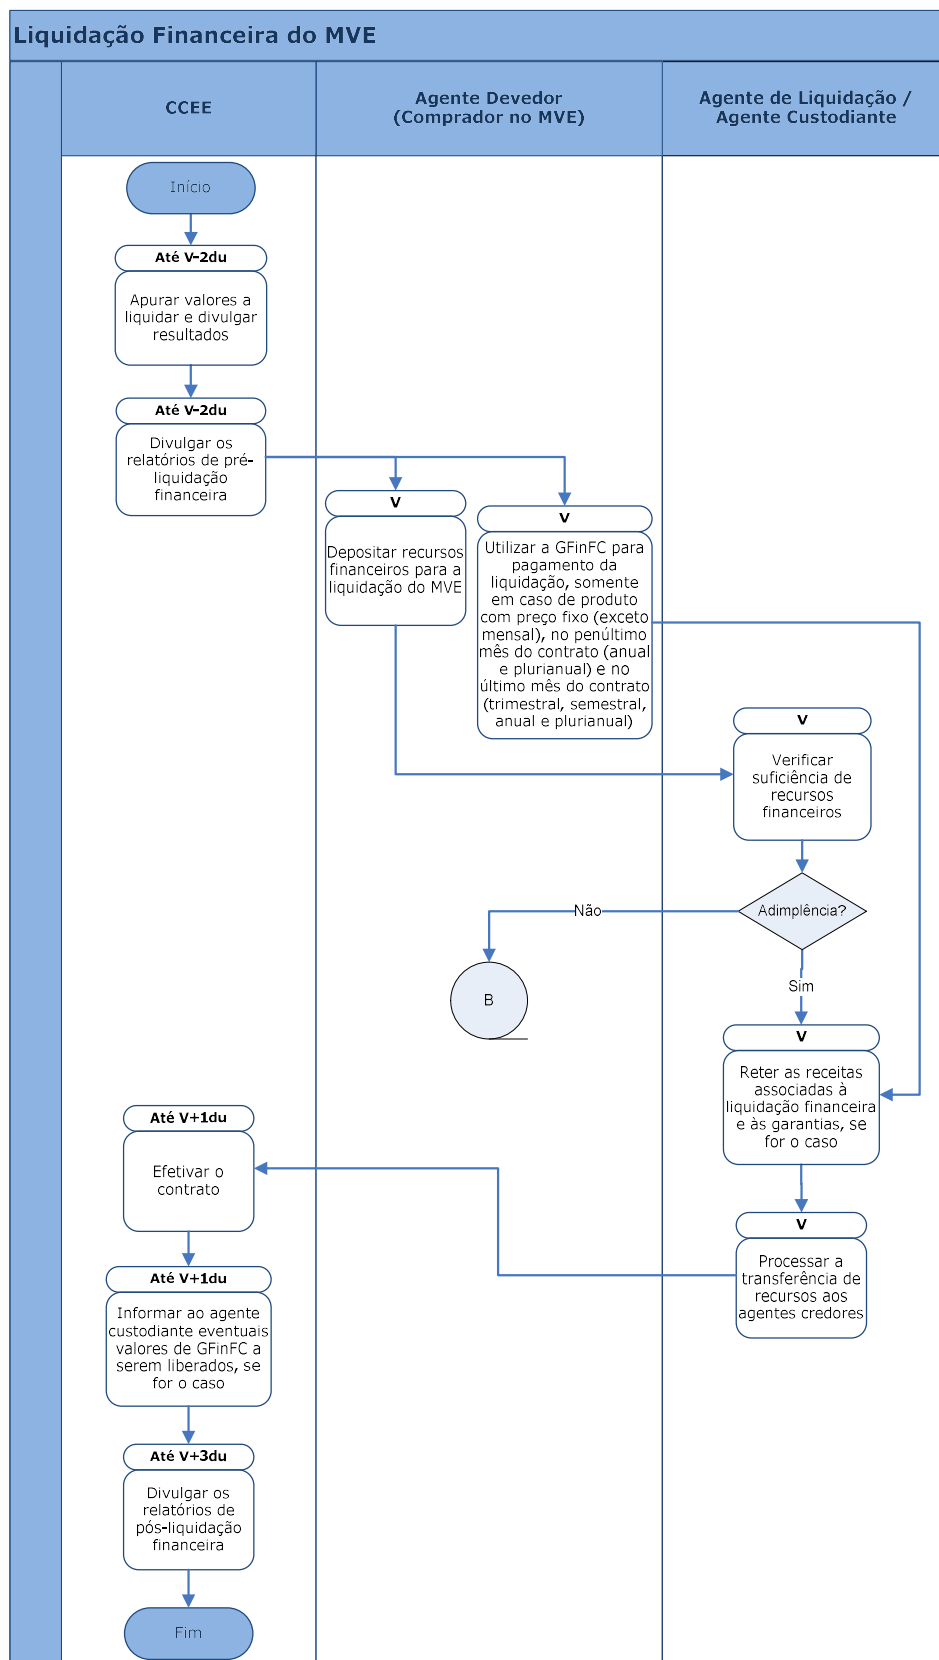 Liquidação Financeira do MVE
CCEE
Agente Devedor
(Comprador no MVE)
Agente de Liquidação /
Agente Custodiante
Início
Até V-2du
Apurar valores a
liquidar e divulgar
resultados
Até V-2du
Divulgar os
relatórios de pré-
liquidação
financeira
V
Depositar recursos
financeiros para a
liquidação do MVE
V
Utilizar a GFinFC para
pagamento da
liquidação, somente
em caso de produto
com preço fixo (exceto
mensal), no penúltimo
mês do contrato (anual
e plurianual) e no
último mês do contrato
(trimestral, semestral,
anual e plurianual)
V
Verificar
suficiência de
recursos
financeiros
Adimplência?
Não
B
Sim
V
Reter as receitas
associadas à
liquidação financeira
e às garantias, se
for o caso
V
Processar a
transferência de
recursos aos
agentes credores
Até V+1du
Efetivar o
contrato
Até V+1du
Informar ao agente
custodiante eventuais
valores de GFinFC a
serem liberados, se
for o caso
Até V+3du
Divulgar os
relatórios de
pós-liquidação
financeira
Fim